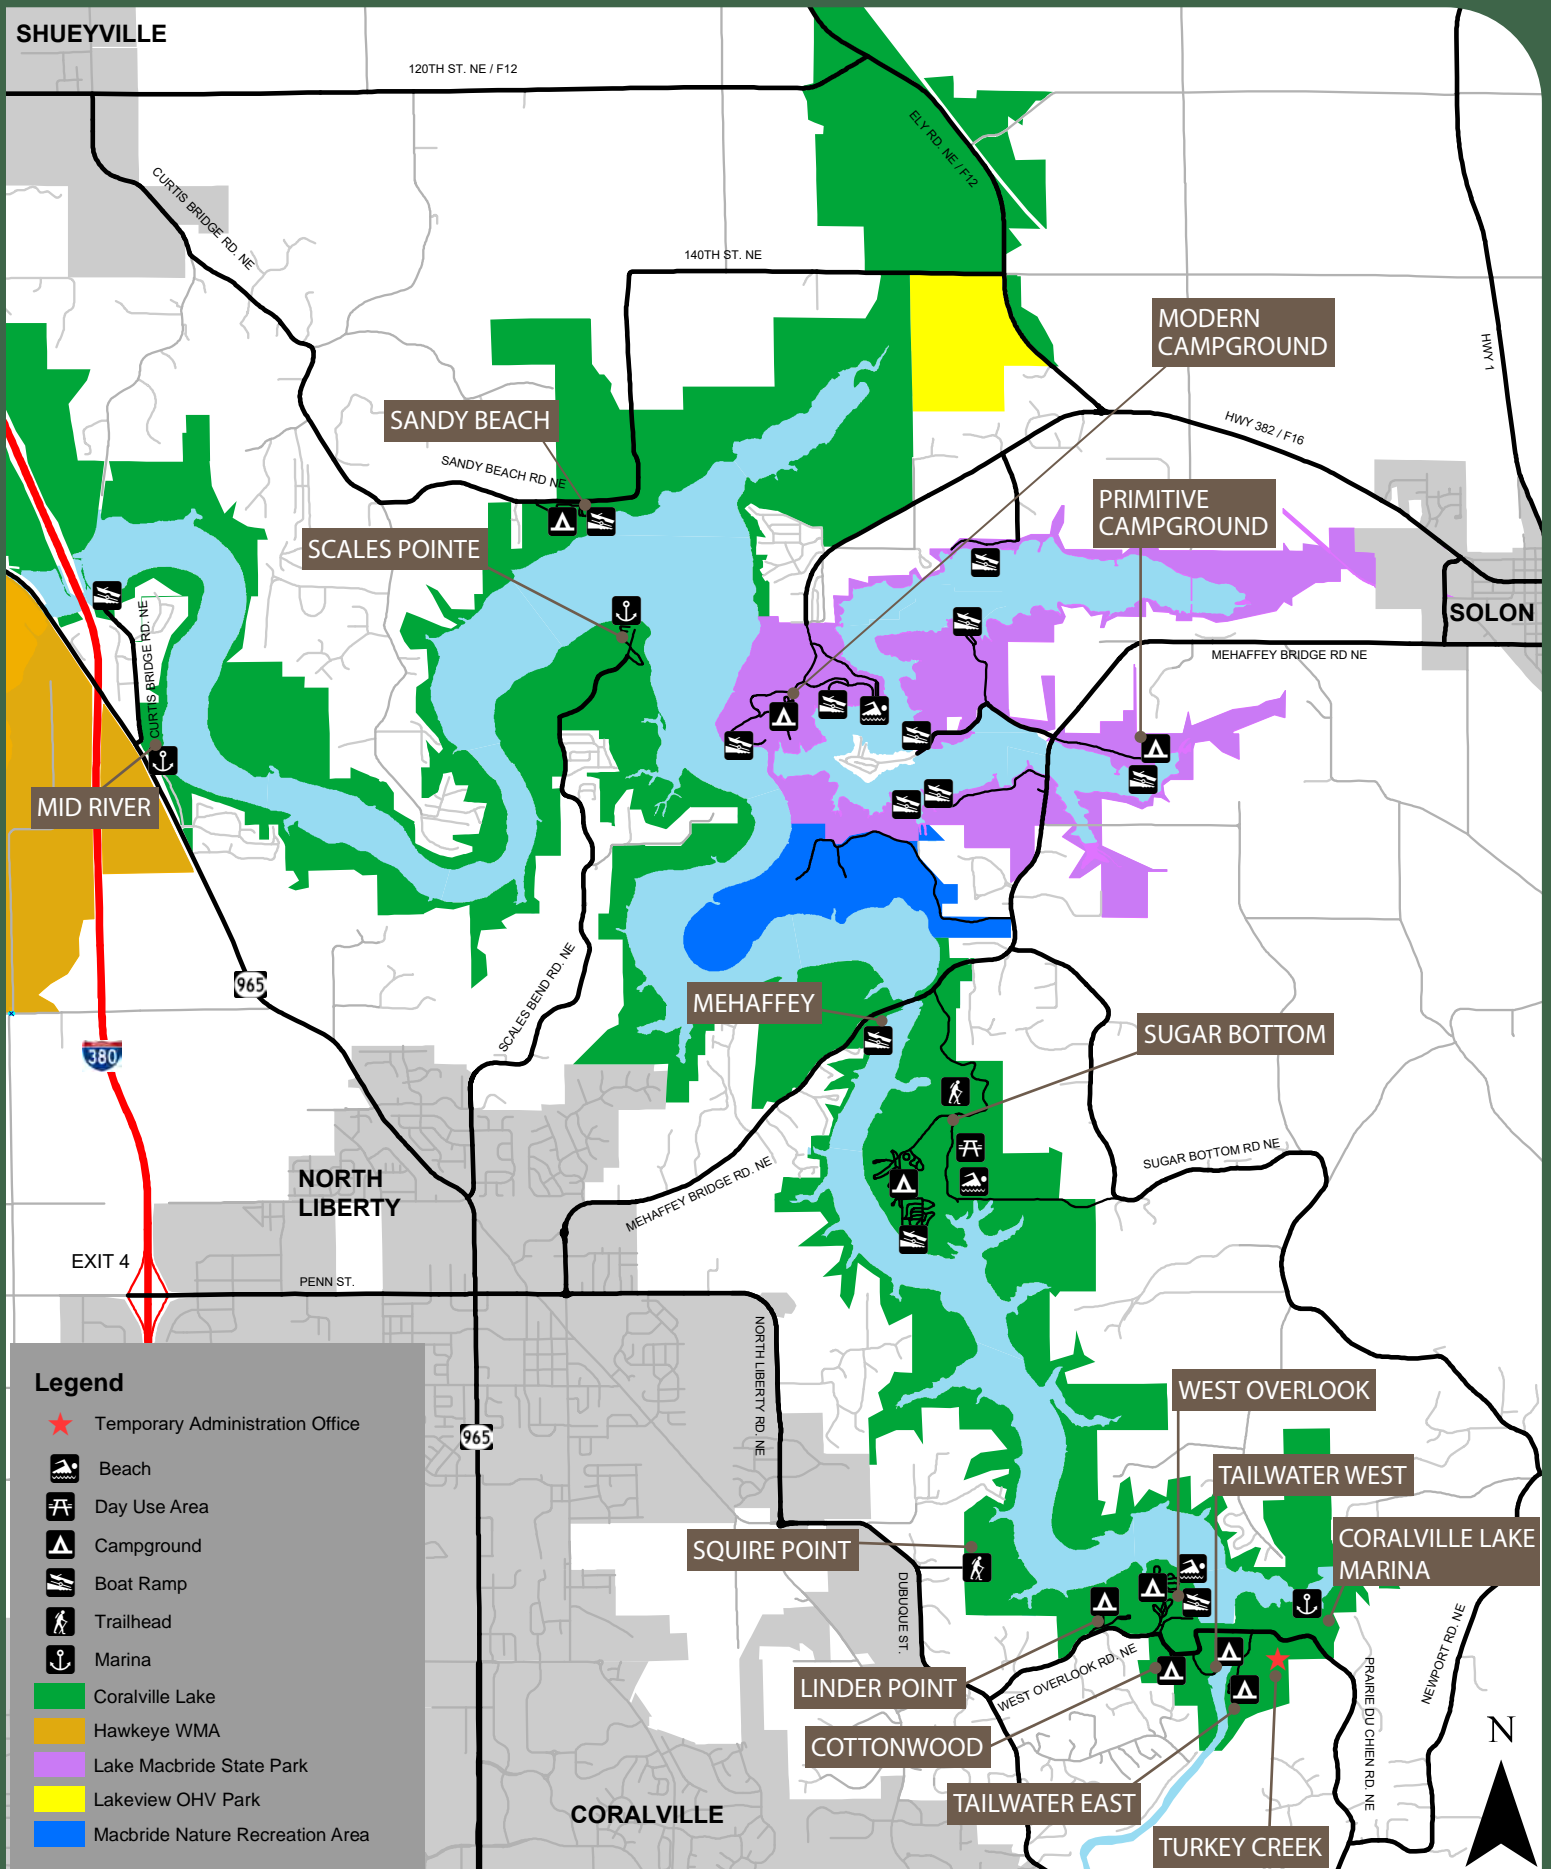 SHUEYVILLE
120TH ST. NE / F12
ELY RD. NE / F12
CURTIS BRIDGE RD. NE
140TH ST. NE
MODERN
CAMPGROUND
HWY 1
SANDY BEACH
HWY 382 / F16
SANDY BEACH RD NE
PRIMITIVE
CAMPGROUND
SCALES POINTE
SOLON
CURTIS BRIDGE RD. NE
MEHAFFEY BRIDGE RD NE
MID RIVER
965
SCALES BEND RD. NE
MEHAFFEY
SUGAR BOTTOM
380
NORTH
LIBERTY
MEHAFFEY BRIDGE RD. NE
SUGAR BOTTOM RD NE
EXIT 4
PENN ST.
NORTH LIBERTY RD. NE
965
WEST OVERLOOK
TAILWATER WEST
SQUIRE POINT
CORALVILLE LAKE
MARINA
DUBUQUE ST.
LINDER POINT
WEST OVERLOOK RD. NE
PRAIRIE DU CHIEN RD. NE
NEWPORT RD. NE
COTTONWOOD
TAILWATER EAST
TURKEY CREEK
CORALVILLE
N
Legend
Temporary Administration Office
Beach
Day Use Area
Campground
Boat Ramp
Trailhead
Marina
Coralville Lake
Hawkeye WMA
Lake Macbride State Park
Lakeview OHV Park
Macbride Nature Recreation Area